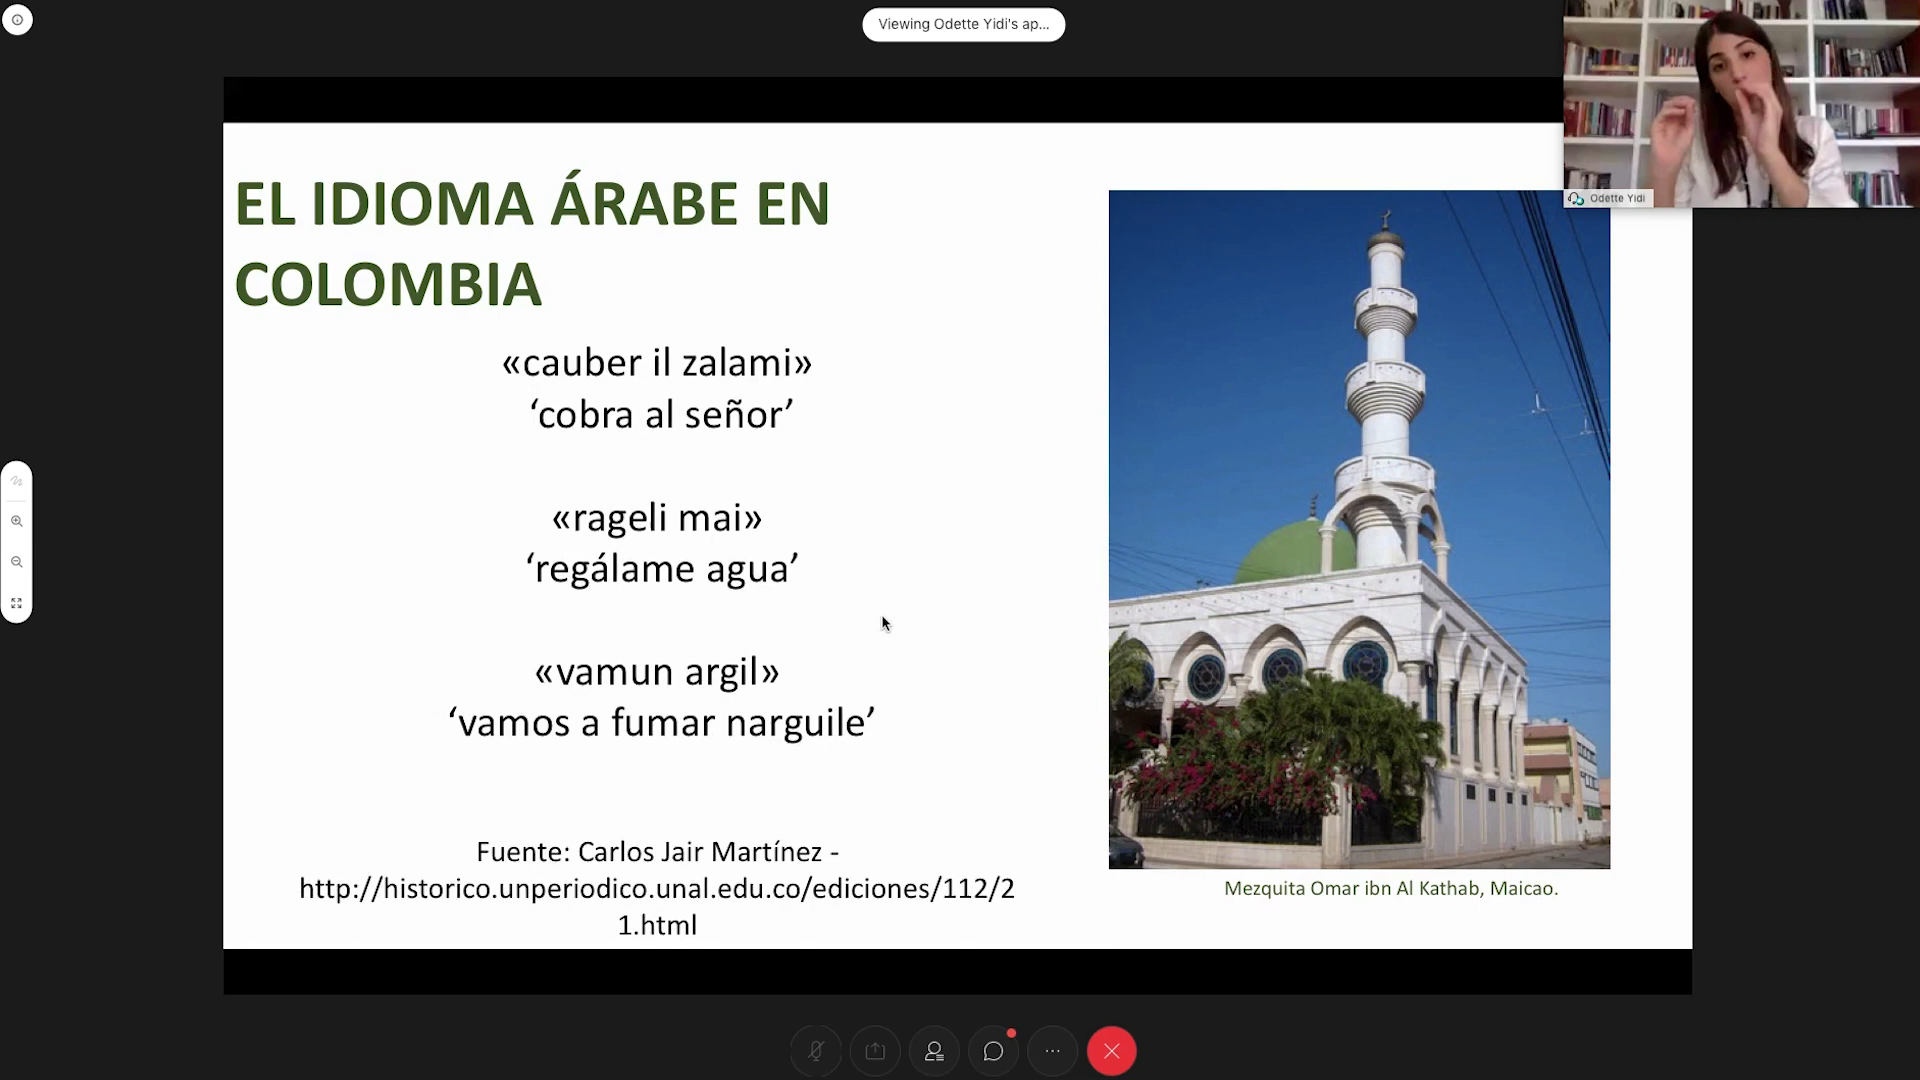 Viewing Odette Yidi's ap...
Odette Yidi
EL IDIOMA ÁRABE EN
COLOMBIA
«cauber il zalami»
‘cobra al señor’
«rageli mai»
‘regálame agua’
«vamun argil»
‘vamos a fumar narguile’
Fuente: Carlos Jair Martínez -
http://historico.unperiodico.unal.edu.co/ediciones/112/2
1.html
Mezquita Omar ibn Al Kathab, Maicao.